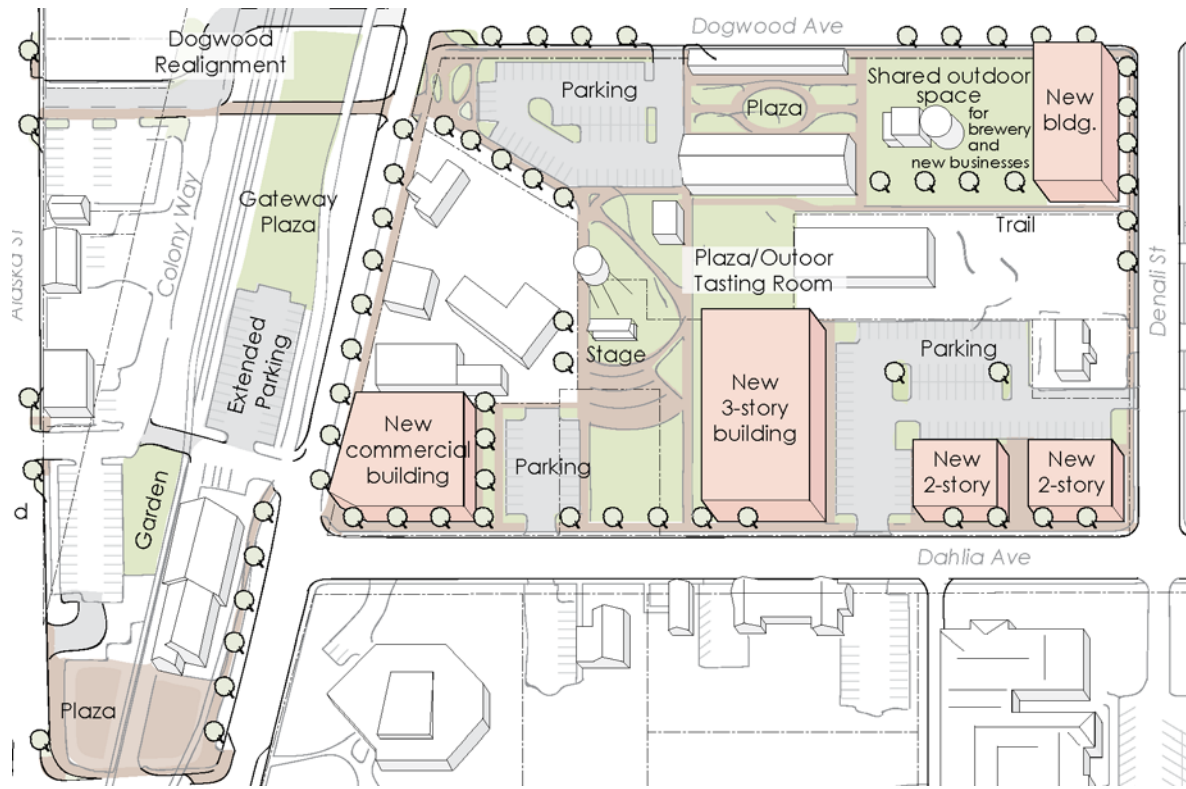 Dogwood Ave
Dogwood
Realignment
Parking
Plaza
Shared outdoor
space
for
brewery
and
new businesses
New
bldg.
Colony Way
Gateway
Plaza
Alaska St
Trail
Plaza/Outoor
Tasting Room
Denali St
Extended
Parking
Stage
Parking
New
3-story
building
New
commercial
building
Parking
New
2-story
New
2-story
Garden
Dahlia Ave
Plaza